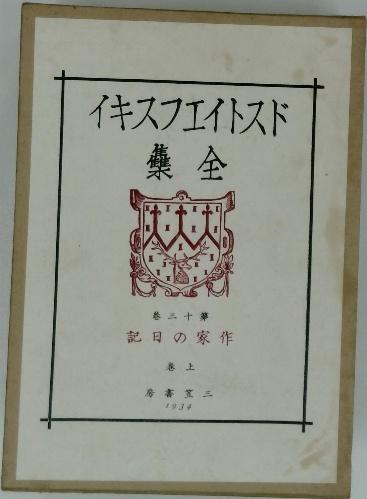 ドストイエフスキイ
全集
第十三巻
作家の日記
上巻
三笠書房
1934